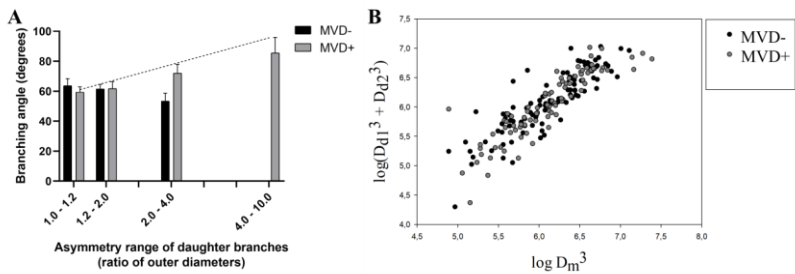 A
Branching angle (degrees)
100
80
60
40
20
0
MVD-
MVD+
1.0 - 1.2
1.2 - 2.0
2.0 - 4.0
4.0 - 10.0
Asymmetry range of daughter branches
(ratio of outer diameters)
B
log(Dd1³ + Dd2³)
7,5
7,0
6,5
6,0
5,5
5,0
4,5
4,0
4,5
5,0
5,5
6,0
6,5
7,0
7,5
8,0
log Dm³
MVD-
MVD+